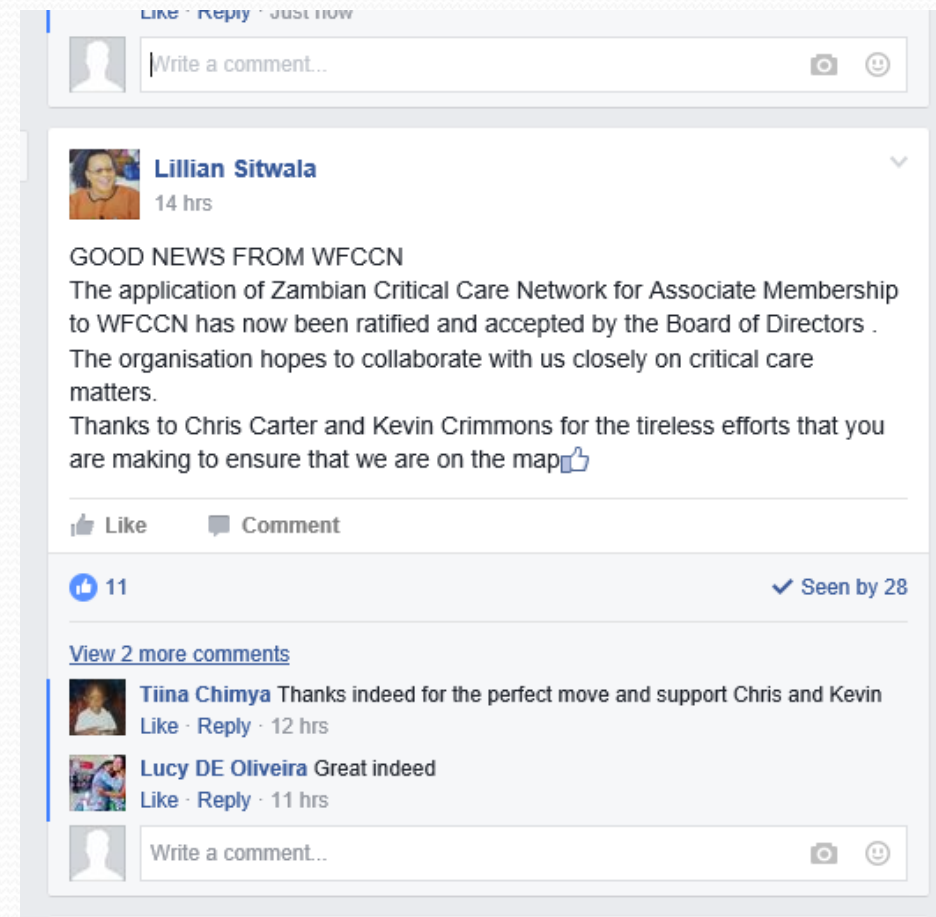 Like · Reply · Just now
Write a comment...
Lillian Sitwala
14 hrs
GOOD NEWS FROM WFCCN
The application of Zambian Critical Care Network for Associate Membership
to WFCCN has now been ratified and accepted by the Board of Directors .
The organisation hopes to collaborate with us closely on critical care
matters.
Thanks to Chris Carter and Kevin Crimmons for the tireless efforts that you
are making to ensure that we are on the map
Like Comment
11 Seen by 28
View 2 more comments
Tiina Chimya Thanks indeed for the perfect move and support Chris and Kevin
Like · Reply · 12 hrs
Lucy DE Oliveira Great indeed
Like · Reply · 11 hrs
Write a comment...